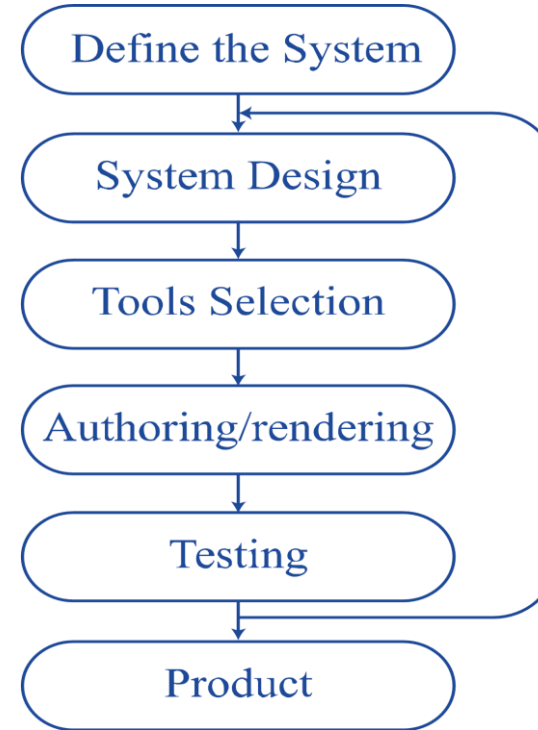 Define the System
System Design
Tools Selection
Authoring/rendering
Testing
Product